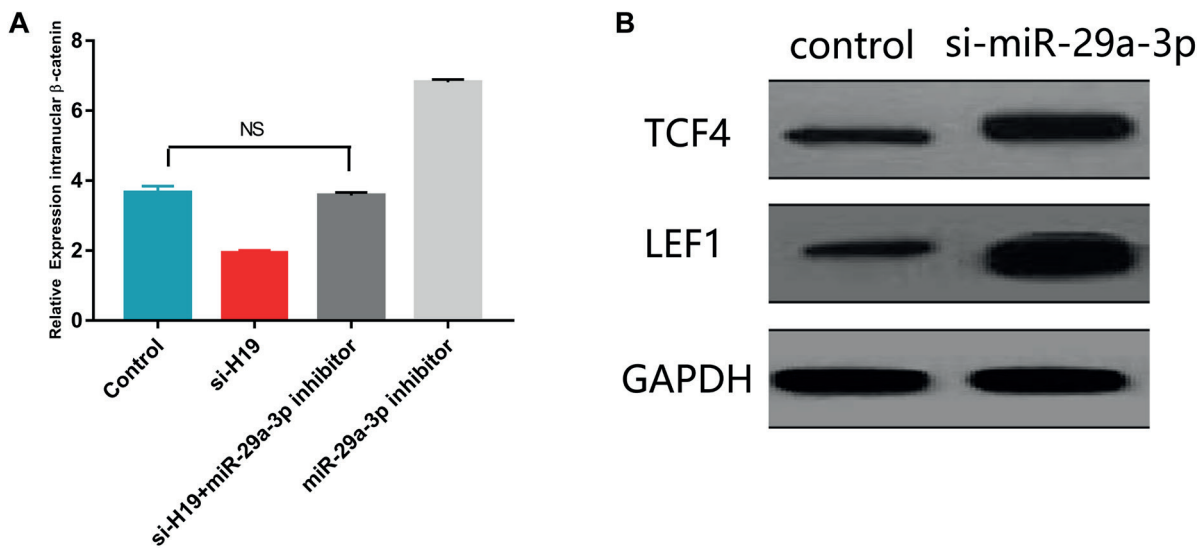 A
Relative Expression intranuclar β-catenin
8
6
4
2
0
NS
Control
si-H19
si-H19+miR-29a-3p inhibitor
miR-29a-3p inhibitor
B
control si-miR-29a-3p
TCF4
LEF1
GAPDH